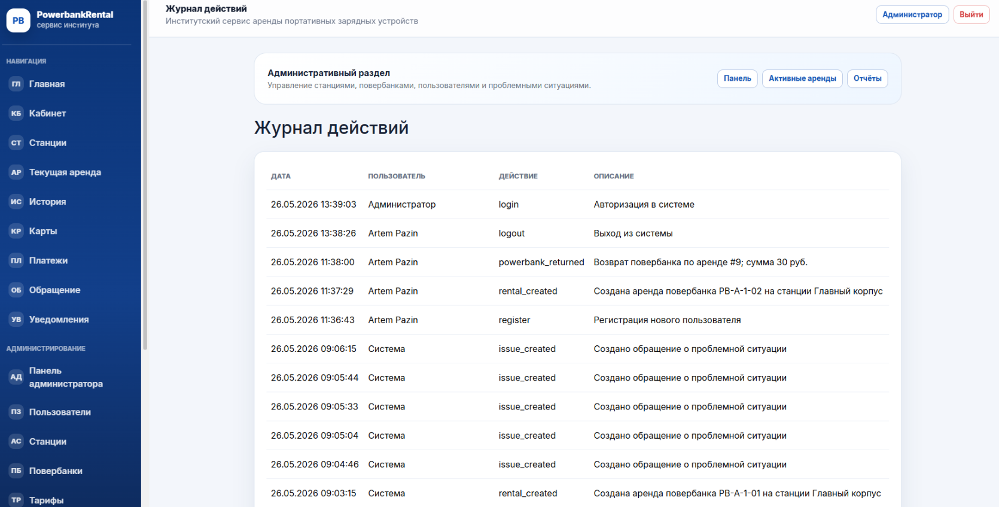 PB
PowerbankRental
сервис института
НАВИГАЦИЯ
ГЛ Главная
КБ Кабинет
СТ Станции
АР Текущая аренда
ИС История
КР Карты
ПЛ Платежи
ОБ Обращение
УВ Уведомления
АДМИНИСТРИРОВАНИЕ
АД Панель
администратора
ПЗ Пользователи
АС Станции
ПБ Повербанки
ТР Тарифы
Журнал действий
Институтский сервис аренды портативных зарядных устройств
Администратор Выйти
Административный раздел
Управление станциями, повербанками, пользователями и проблемными ситуациями.
Панель Активные аренды Отчёты
Журнал действий
ДАТА ПОЛЬЗОВАТЕЛЬ ДЕЙСТВИЕ ОПИСАНИЕ
26.05.2026 13:39:03 Администратор login Авторизация в системе
26.05.2026 13:38:26 Artem Pazin logout Выход из системы
26.05.2026 11:38:00 Artem Pazin powerbank_returned Возврат повербанка по аренде #9; сумма 30 руб.
26.05.2026 11:37:29 Artem Pazin rental_created Создана аренда повербанка PB-A-1-02 на станции Главный корпус
26.05.2026 11:36:43 Artem Pazin register Регистрация нового пользователя
26.05.2026 09:06:15 Система issue_created Создано обращение о проблемной ситуации
26.05.2026 09:05:44 Система issue_created Создано обращение о проблемной ситуации
26.05.2026 09:05:33 Система issue_created Создано обращение о проблемной ситуации
26.05.2026 09:05:04 Система issue_created Создано обращение о проблемной ситуации
26.05.2026 09:04:46 Система issue_created Создано обращение о проблемной ситуации
26.05.2026 09:03:15 Система rental_created Создана аренда повербанка PB-A-1-01 на станции Главный корпус